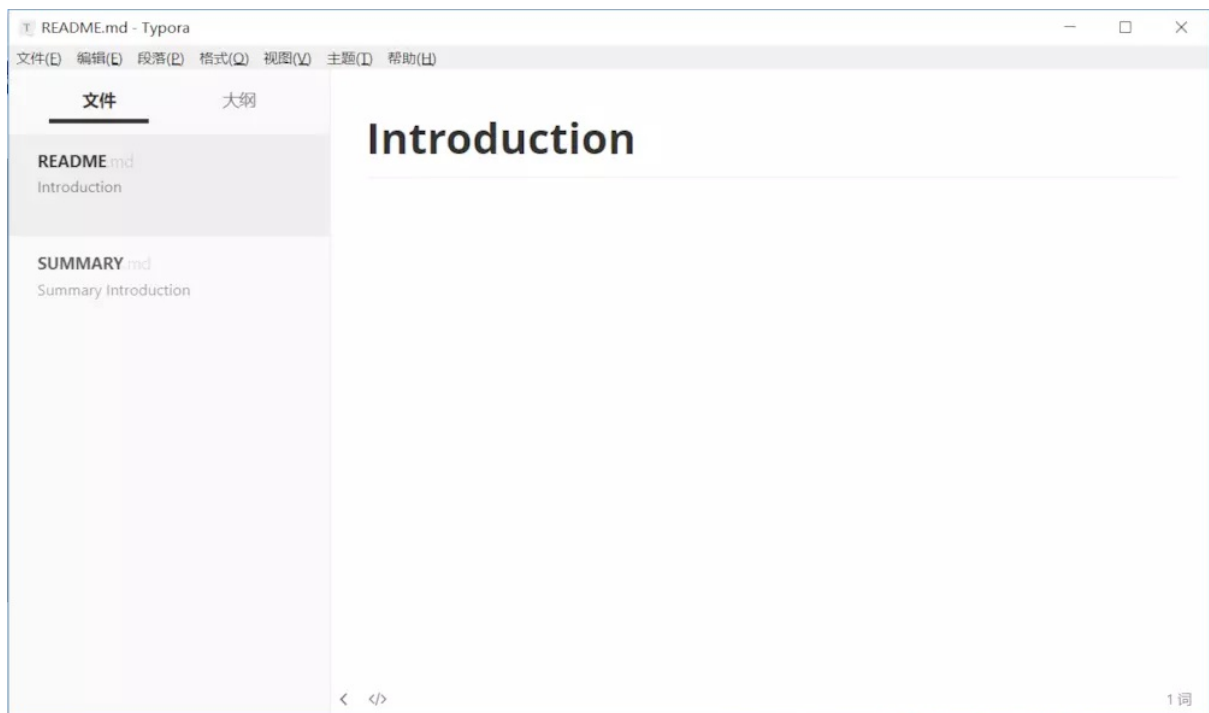 T README.md - Typora
文件(F) 编辑(E) 段落(P) 格式(O) 视图(V) 主题(T) 帮助(H)
文件 大纲
README.md
Introduction
SUMMARY.md
Summary Introduction
Introduction
</>
1 词